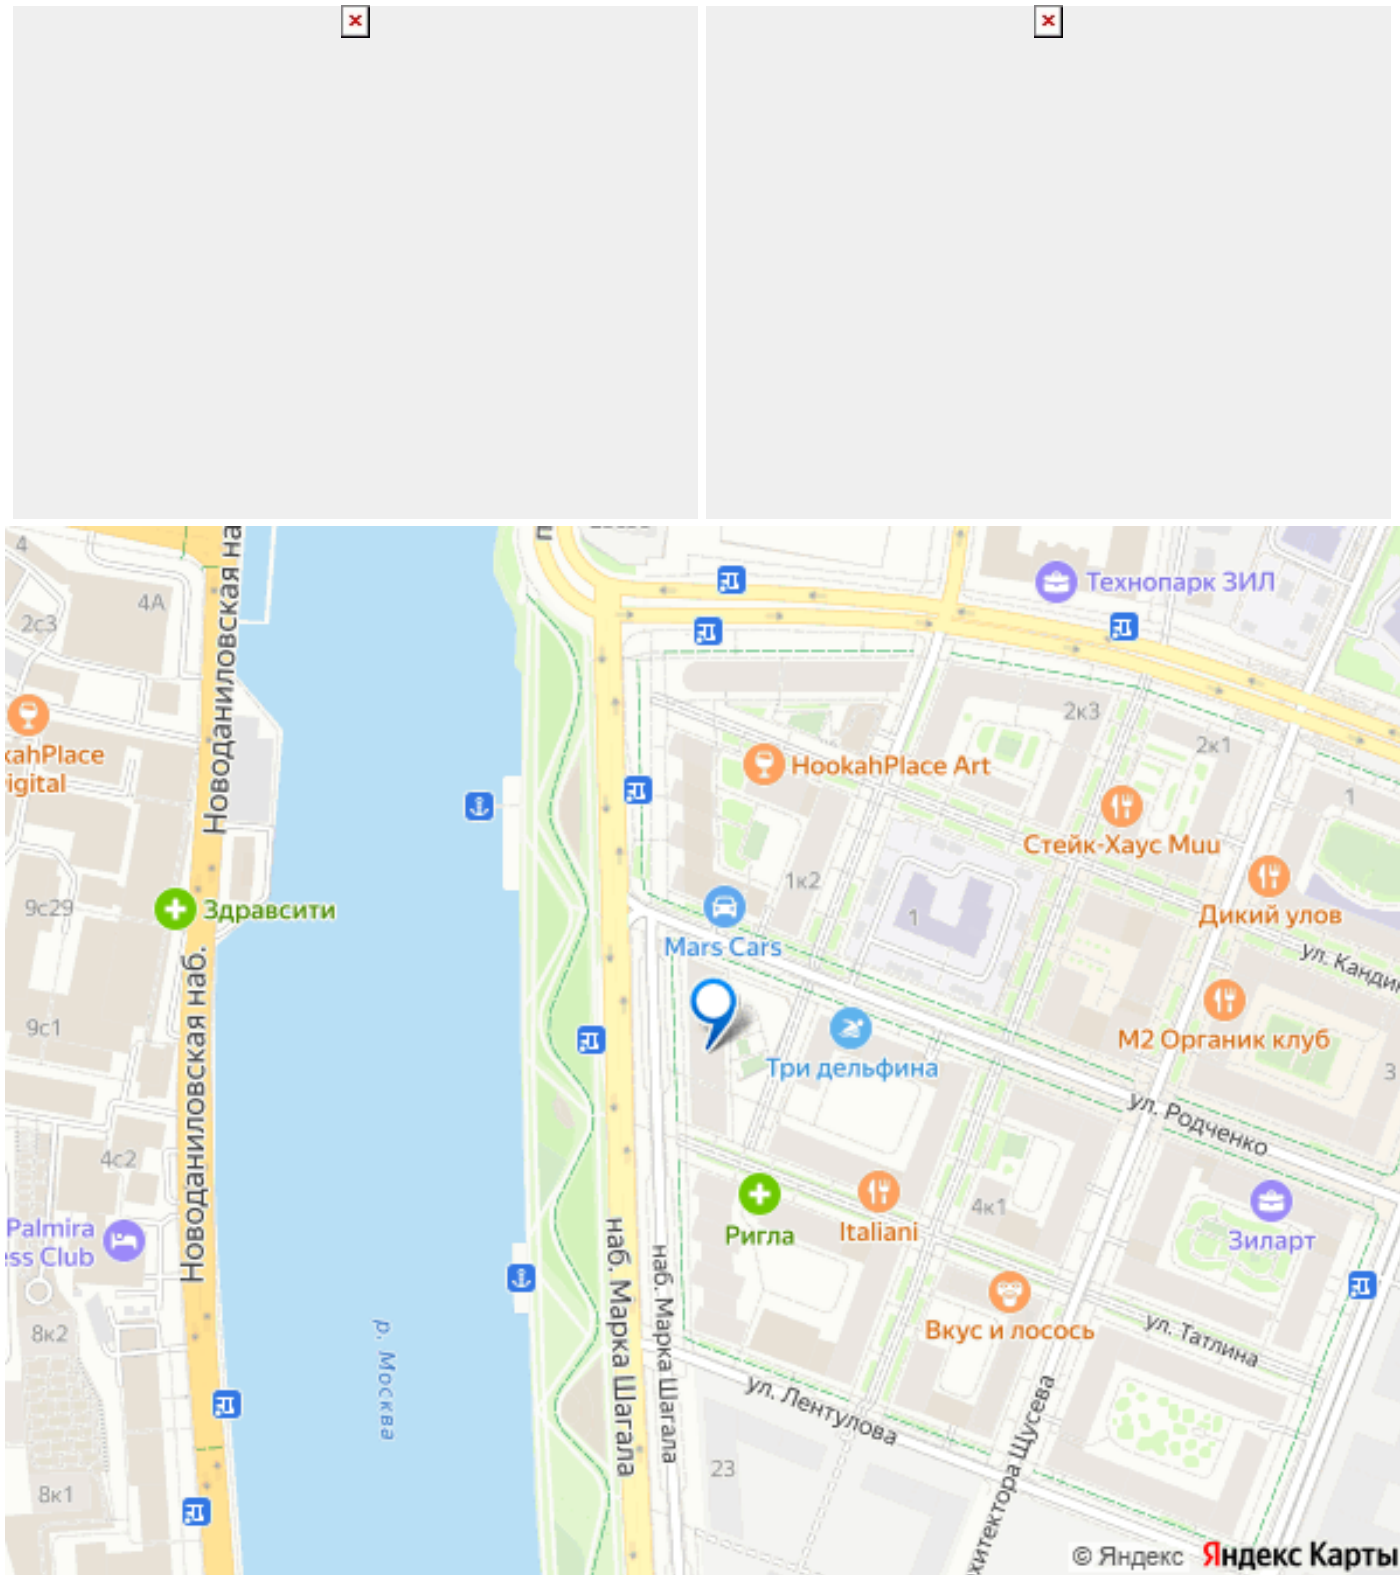 4
4А
2с3
Новоданиловская на
Технопарк ЗИЛ
2к3
2к1
1
kahPlace
igital
HookahPlace Art
Стейк-Хаус Muu
1к2
9с29
Здравсити
1
Дикий улов
Mars Cars
ул. Кандин
9с1
М2 Органик клуб
Три дельфина
3
ул. Родченко
4с2
Новоданиловская наб.
Palmira
ss Club
Ригла
Italiani
4к1
Зиларт
наб. Марка Шагала
наб. Марка Шагала
8к2
р. Москва
Вкус и лосось
ул. Татлина
ул. Лентулова
хитектора Щусева
23
8к1
© Яндекс Яндекс Карты